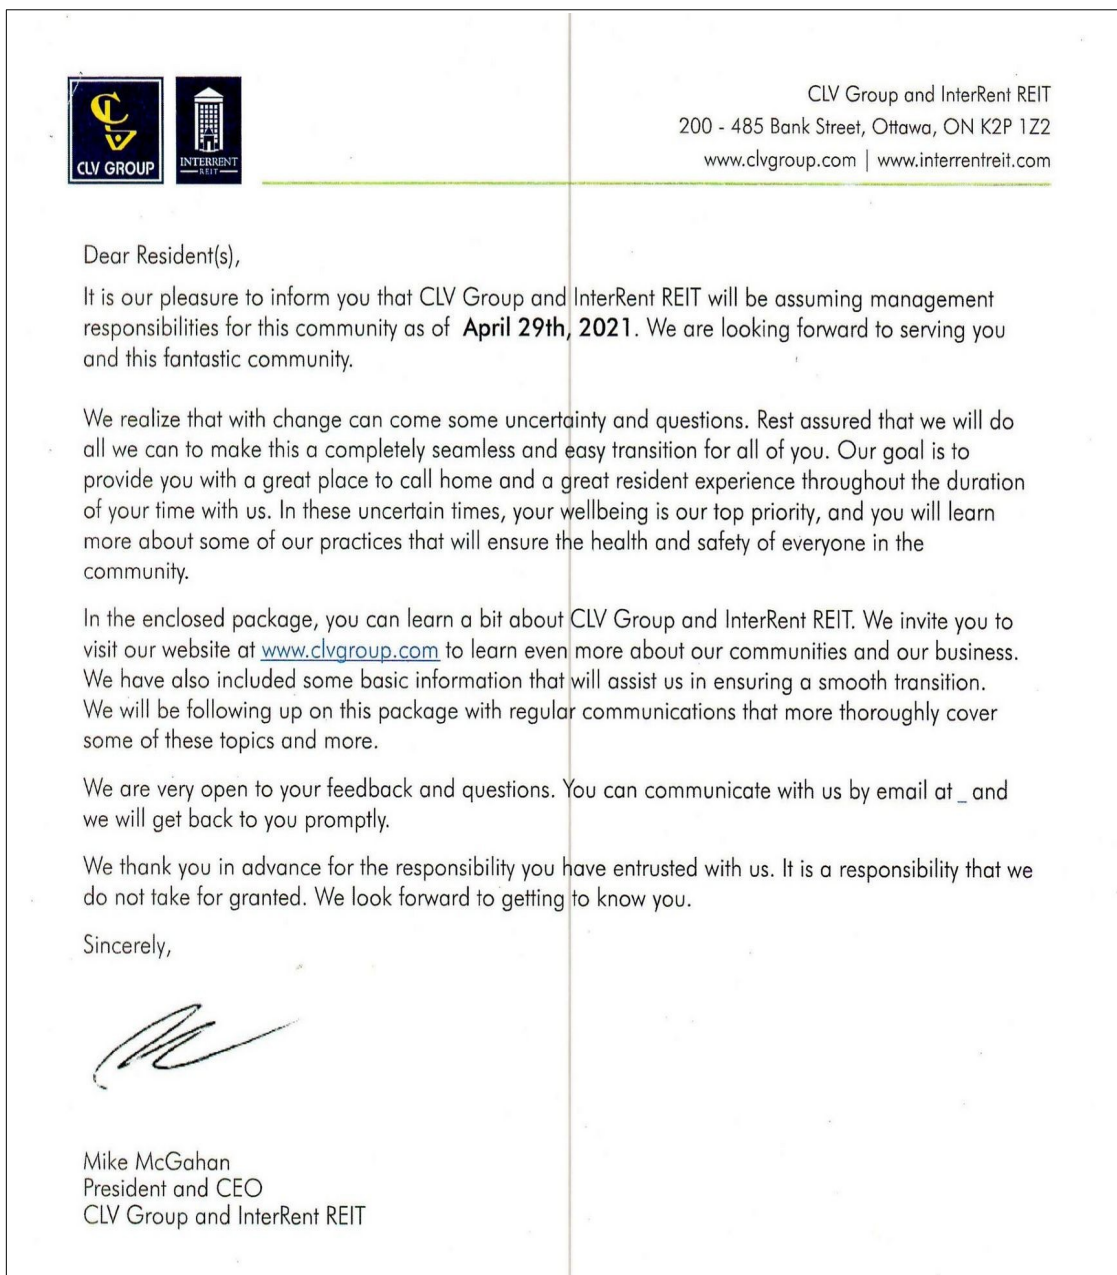 CLV GROUP
INTERRENT
REIT
CLV Group and InterRent REIT
200 - 485 Bank Street, Ottawa, ON K2P 1Z2
www.clvgroup.com | www.interrentreit.com
Dear Resident(s),
It is our pleasure to inform you that CLV Group and InterRent REIT will be assuming management
responsibilities for this community as of April 29th, 2021. We are looking forward to serving you
and this fantastic community.
We realize that with change can come some uncertainty and questions. Rest assured that we will do
all we can to make this a completely seamless and easy transition for all of you. Our goal is to
provide you with a great place to call home and a great resident experience throughout the duration
of your time with us. In these uncertain times, your wellbeing is our top priority, and you will learn
more about some of our practices that will ensure the health and safety of everyone in the
community.
In the enclosed package, you can learn a bit about CLV Group and InterRent REIT. We invite you to
visit our website at www.clvgroup.com to learn even more about our communities and our business.
We have also included some basic information that will assist us in ensuring a smooth transition.
We will be following up on this package with regular communications that more thoroughly cover
some of these topics and more.
We are very open to your feedback and questions. You can communicate with us by email at _ and
we will get back to you promptly.
We thank you in advance for the responsibility you have entrusted with us. It is a responsibility that we
do not take for granted. We look forward to getting to know you.
Sincerely,
Mike McGahan
President and CEO
CLV Group and InterRent REIT